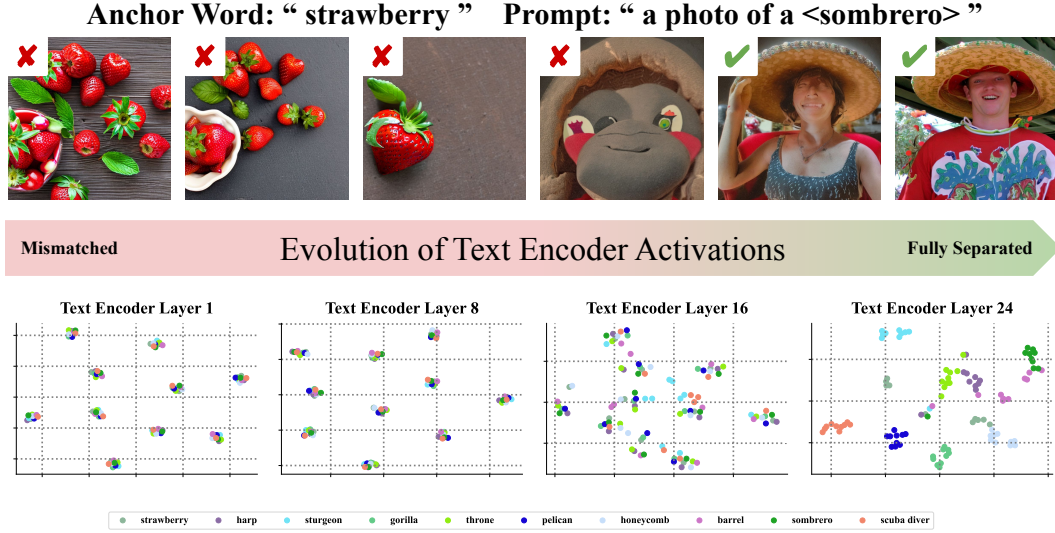 Anchor Word: “ strawberry ” Prompt: “ a photo of a <sombrero> ”
Mismatched Evolution of Text Encoder Activations Fully Separated
Text Encoder Layer 1 Text Encoder Layer 8 Text Encoder Layer 16 Text Encoder Layer 24
strawberry harp sturgeon gorilla throne pelican honeycomb barrel sombrero scuba diver